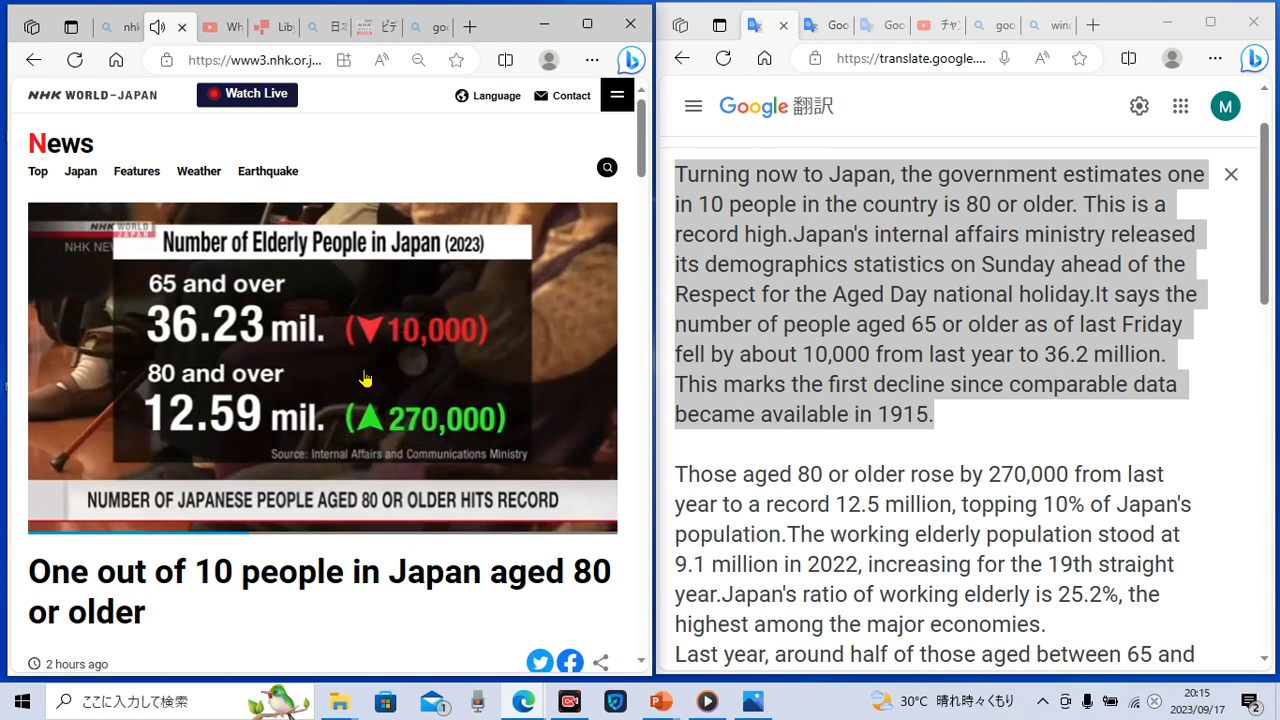 nhk
Wh
Lib
日本
ビデ
goo
https://www3.nhk.or.j...
NHK WORLD-JAPAN
Watch Live
Language
Contact
News
Top Japan Features Weather Earthquake
NHK WORLD
JAPAN
NHK NEW
Number of Elderly People in Japan (2023)
65 and over
36.23 mil. (▼10,000)
80 and over
12.59 mil. (▲270,000)
Source: Internal Affairs and Communications Ministry
NUMBER OF JAPANESE PEOPLE AGED 80 OR OLDER HITS RECORD
One out of 10 people in Japan aged 80
or older
2 hours ago
Goo
Goo
チャ
goo
wind
https://translate.google....
Google 翻訳
M
Turning now to Japan, the government estimates one
in 10 people in the country is 80 or older. This is a
record high.Japan's internal affairs ministry released
its demographics statistics on Sunday ahead of the
Respect for the Aged Day national holiday.It says the
number of people aged 65 or older as of last Friday
fell by about 10,000 from last year to 36.2 million.
This marks the first decline since comparable data
became available in 1915.
Those aged 80 or older rose by 270,000 from last
year to a record 12.5 million, topping 10% of Japan's
population.The working elderly population stood at
9.1 million in 2022, increasing for the 19th straight
year.Japan's ratio of working elderly is 25.2%, the
highest among the major economies.
Last year, around half of those aged between 65 and
ここに入力して検索
1
30°C 晴れ時々くもり
20:15
2023/09/17
2